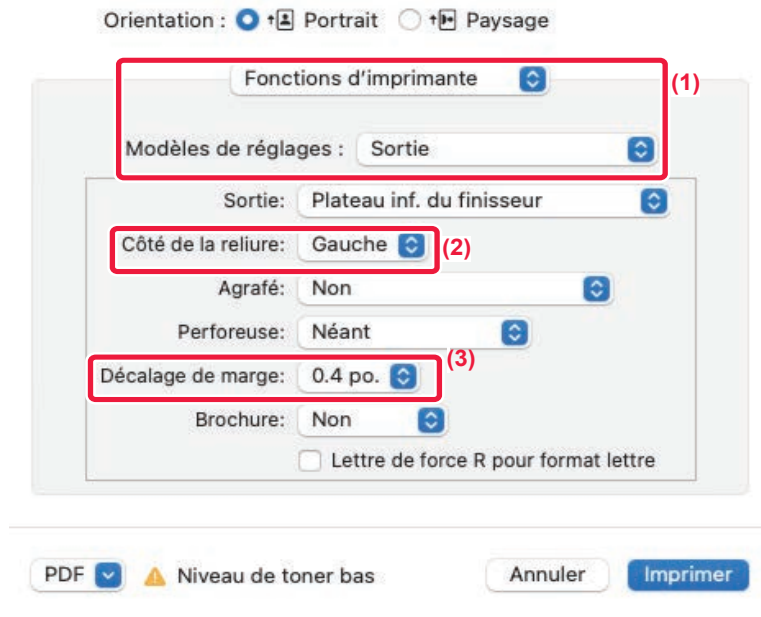 Orientation : Portrait Paysage
Fonctions d'imprimante
(1)
Modèles de réglages : Sortie
Sortie: Plateau inf. du finisseur
Côté de la reliure: Gauche (2)
Agrafé: Non
Perforeuse: Néant
(3)
Décalage de marge: 0.4 po.
Brochure: Non
Lettre de force R pour format lettre
PDF Niveau de toner bas Annuler Imprimer